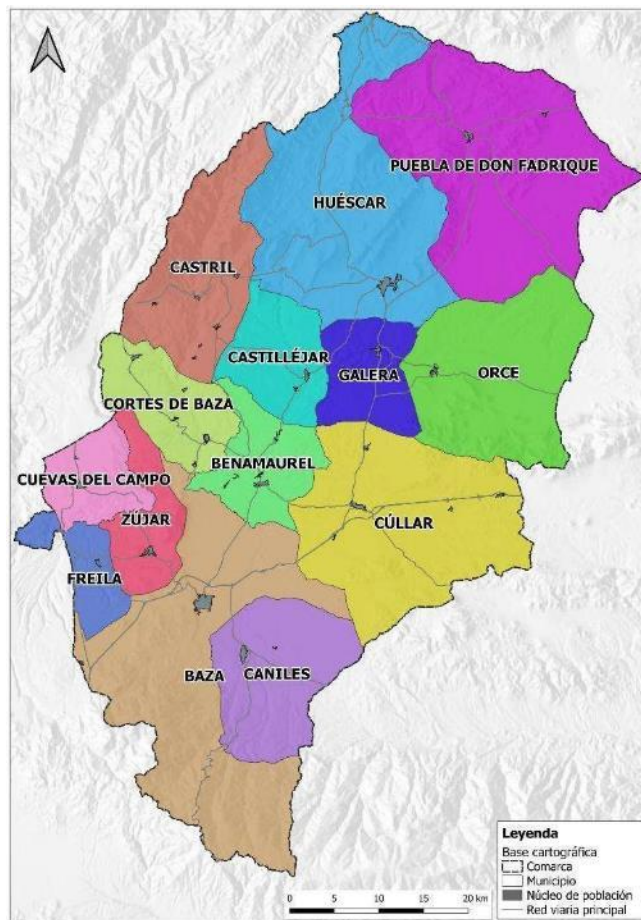 PUEBLA DE DON FADRIQUE
HUÉSCAR
CASTRIL
CASTILLÉJAR
GALERA
ORCE
CORTES DE BAZA
BENAMAUREL
CUEVAS DEL CAMPO
ZÚJAR
CÚLLAR
FREILA
BAZA
CANILES
Leyenda
Base cartográfica
Comarca
Municipio
Núcleo de población
Red viaria principal
0 5 10 15 20 km